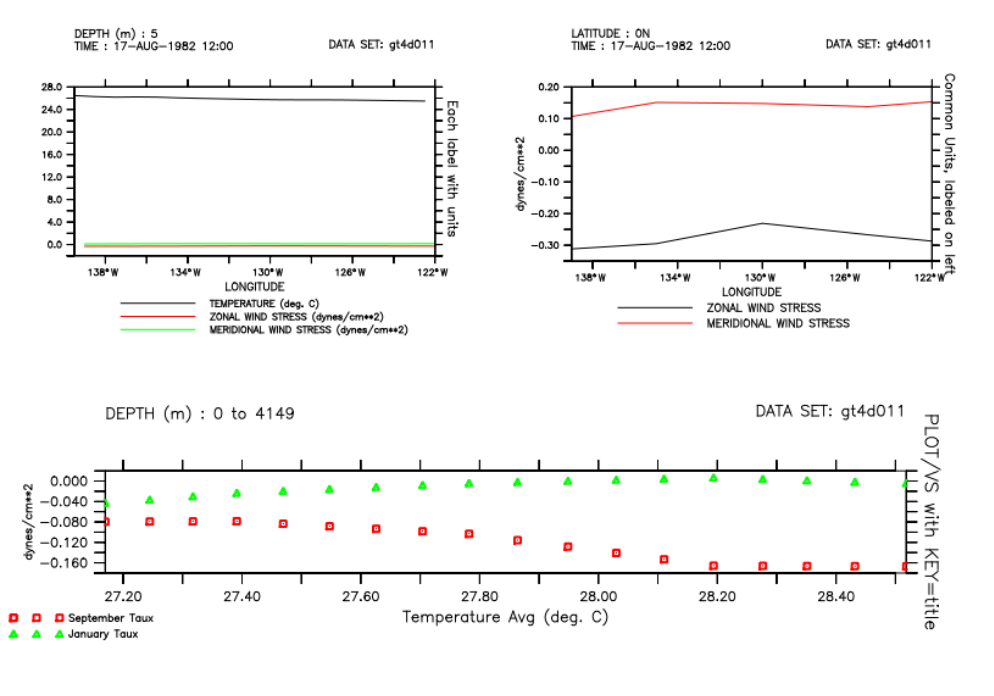 DEPTH (m) : 5
TIME : 17-AUG-1982 12:00
DATA SET: gt4d011
28.0
24.0
20.0
16.0
12.0
8.0
4.0
0.0
138°W
134°W
130°W
126°W
122°W
LONGITUDE
Each label with units
TEMPERATURE (deg. C)
ZONAL WIND STRESS (dynes/cm**2)
MERIDIONAL WIND STRESS (dynes/cm**2)
LATITUDE : 0N
TIME : 17-AUG-1982 12:00
DATA SET: gt4d011
dynes/cm**2
0.20
0.10
0.00
-0.10
-0.20
-0.30
138°W
134°W
130°W
126°W
122°W
LONGITUDE
Common Units, labeled on left
ZONAL WIND STRESS
MERIDIONAL WIND STRESS
DEPTH (m) : 0 to 4149
DATA SET: gt4d011
dynes/cm**2
0.000
-0.040
-0.080
-0.120
-0.160
27.20
27.40
27.60
27.80
28.00
28.20
28.40
Temperature Avg (deg. C)
PLOT/VS with KEY=title
September Taux
January Taux